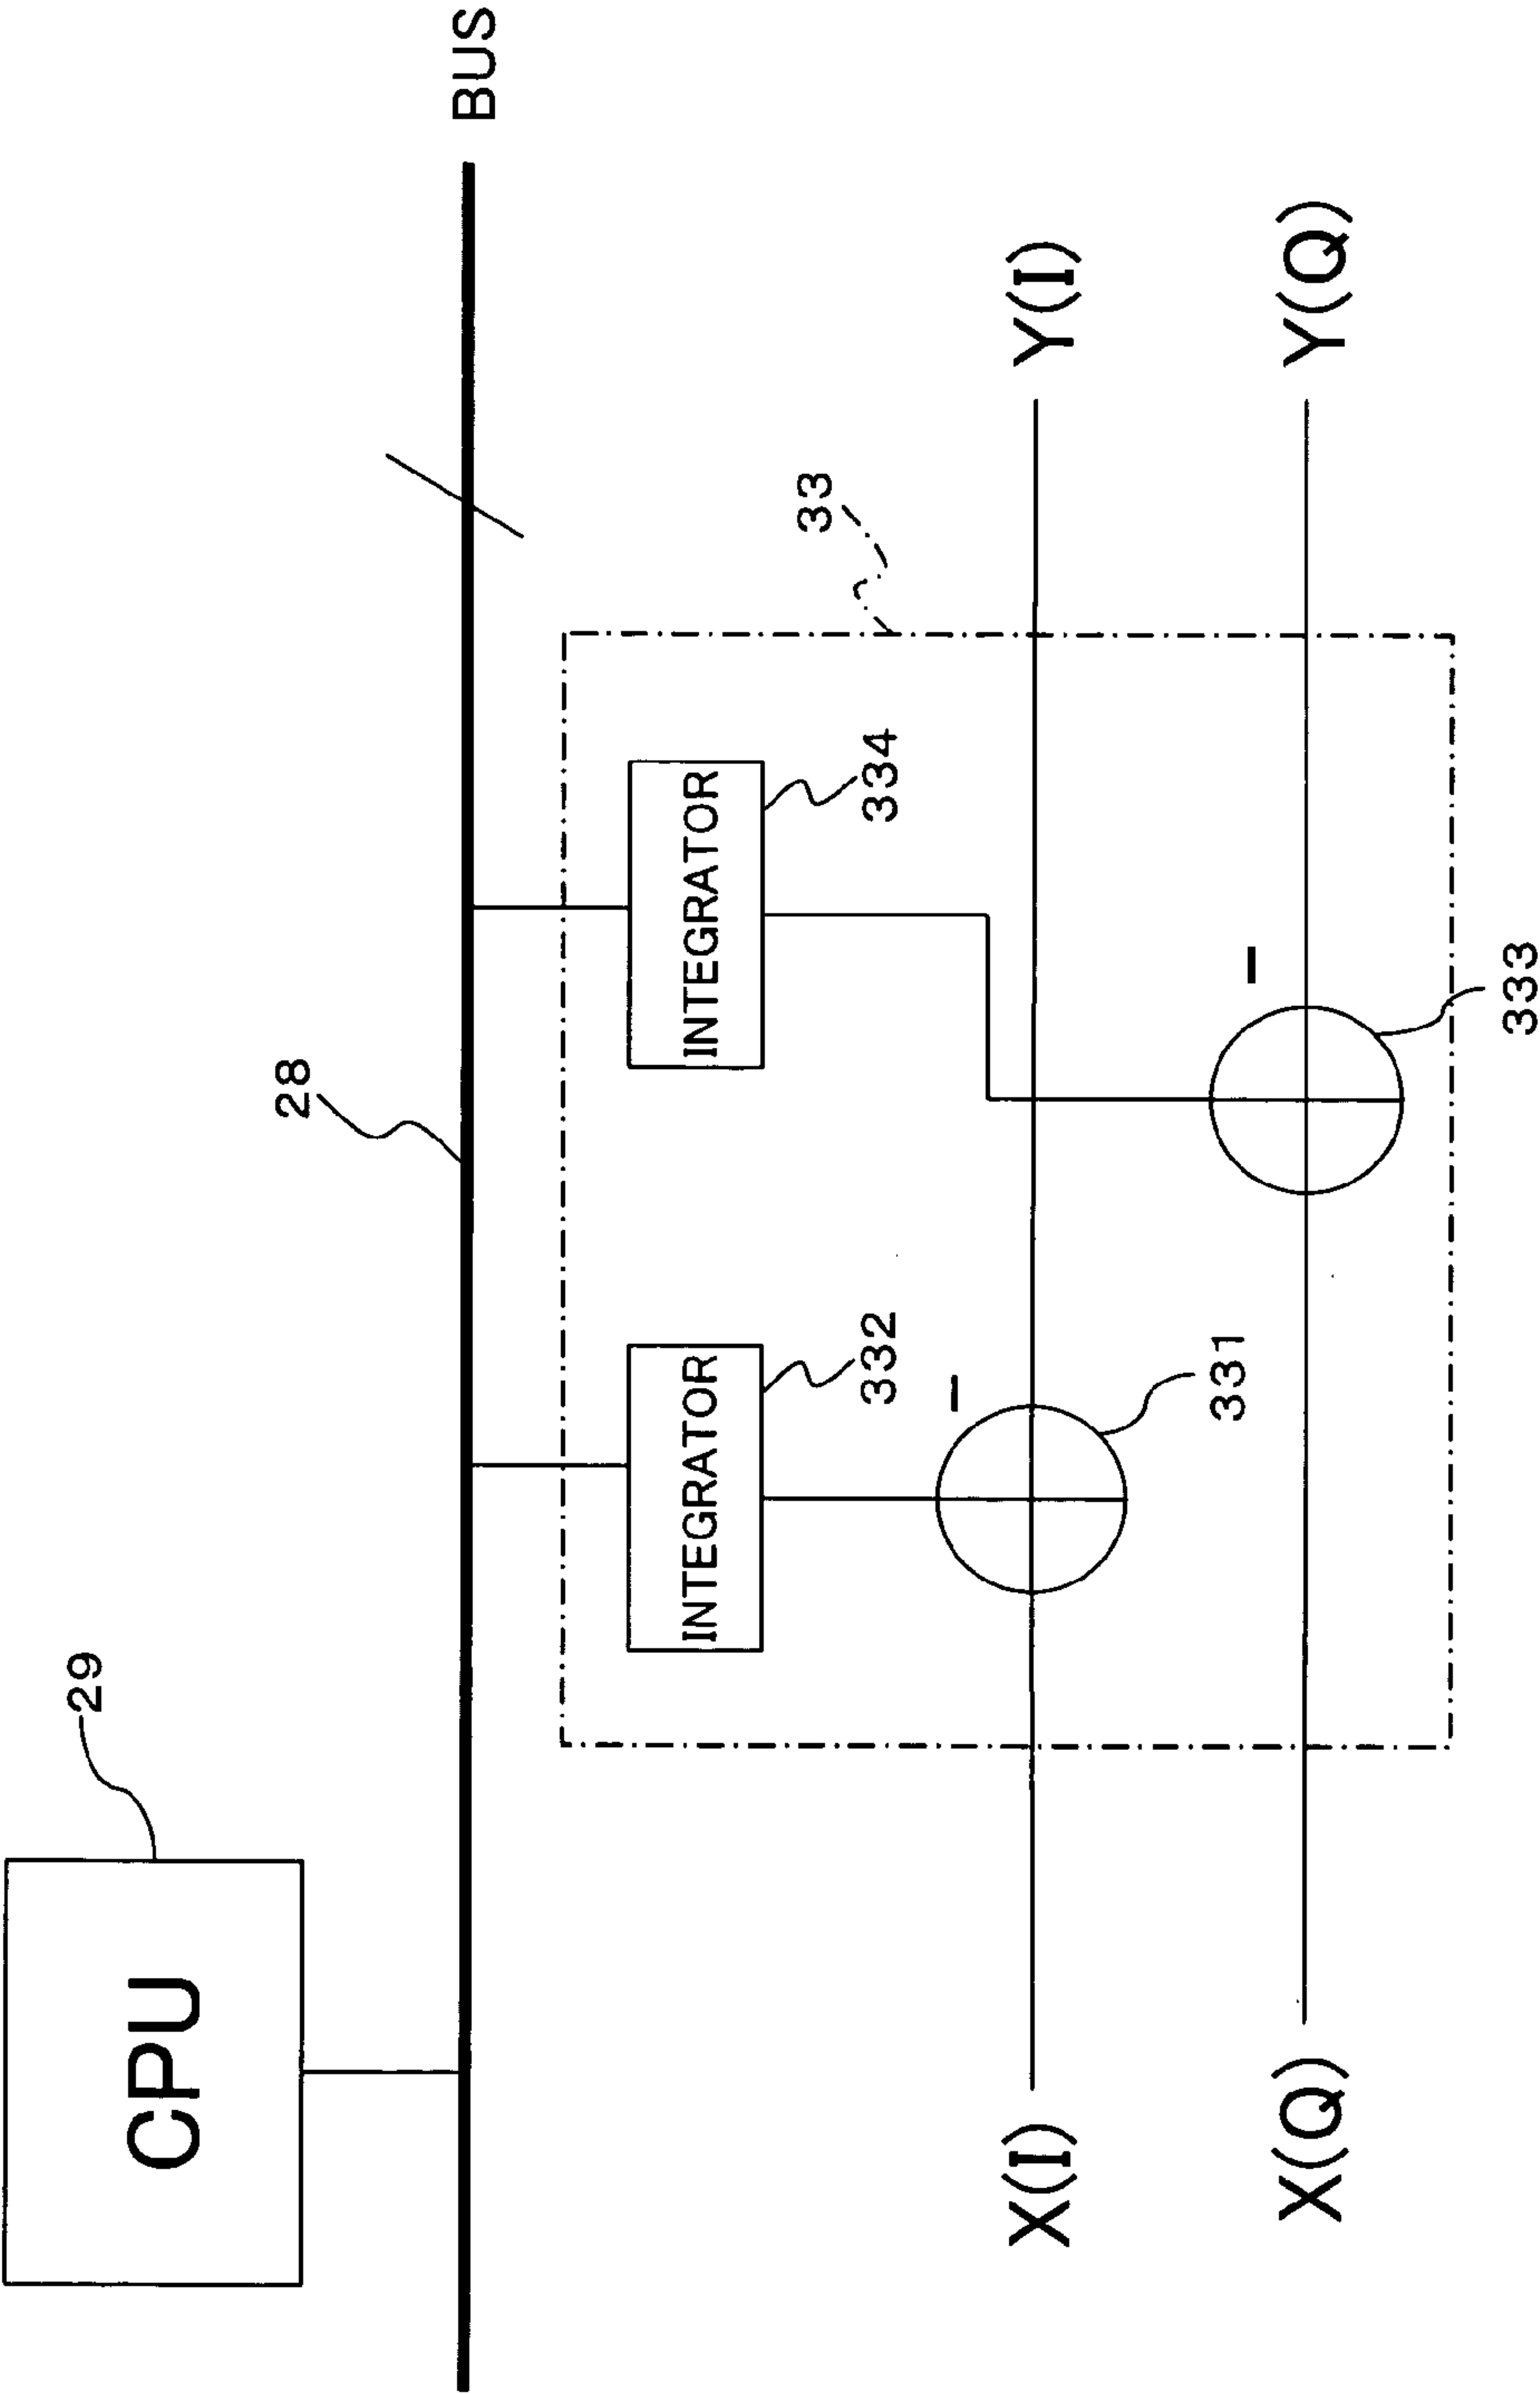 CPU
29
28
BUS
INTEGRATOR
332
INTEGRATOR
334
33
−
331
−
333
X(I)
Y(I)
X(Q)
Y(Q)